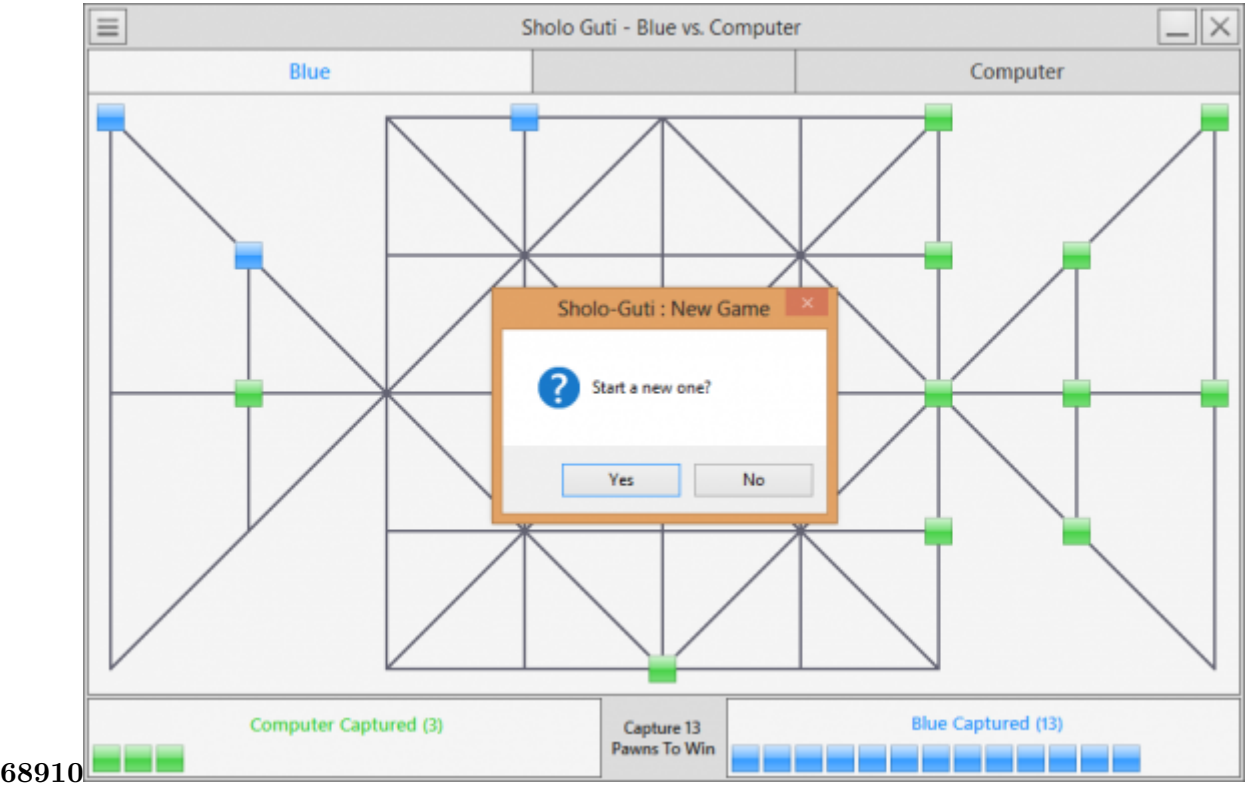 Sholo Guti - Blue vs. Computer
Blue
Computer
Sholo-Guti : New Game
Start a new one?
Yes
No
Computer Captured (3)
Capture 13
Pawns To Win
Blue Captured (13)
68910